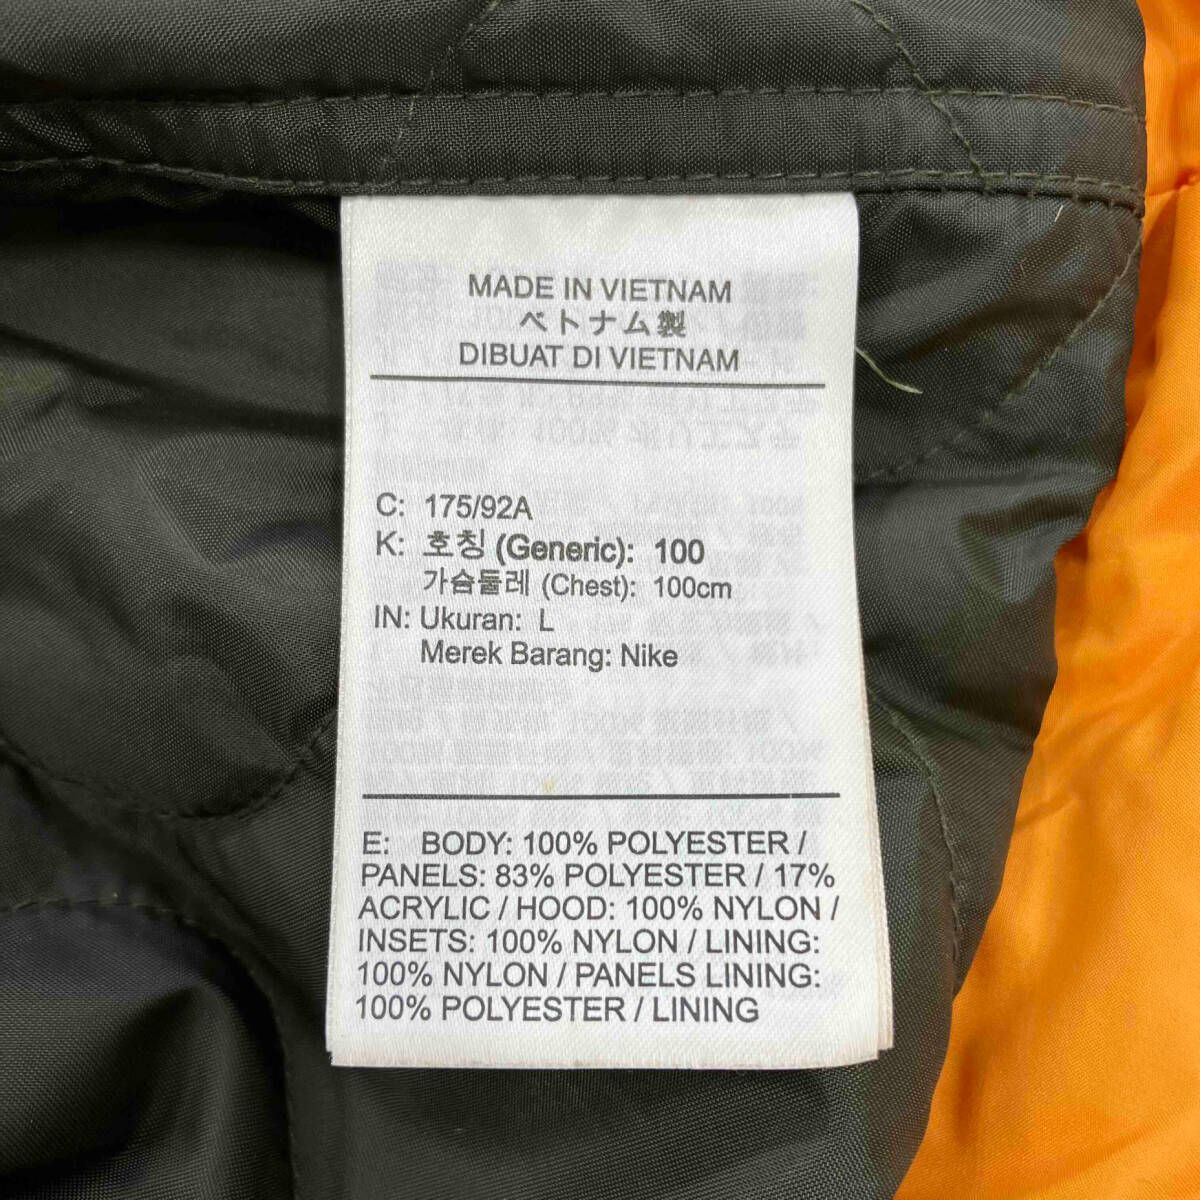 MADE IN VIETNAM
ベトナム製
DIBUAT DI VIETNAM
C: 175/92A
K: 호칭 (Generic): 100
가슴둘레 (Chest): 100cm
IN: Ukuran: L
Merek Barang: Nike
E: BODY: 100% POLYESTER /
PANELS: 83% POLYESTER / 17%
ACRYLIC / HOOD: 100% NYLON /
INSETS: 100% NYLON / LINING:
100% NYLON / PANELS LINING:
100% POLYESTER / LINING